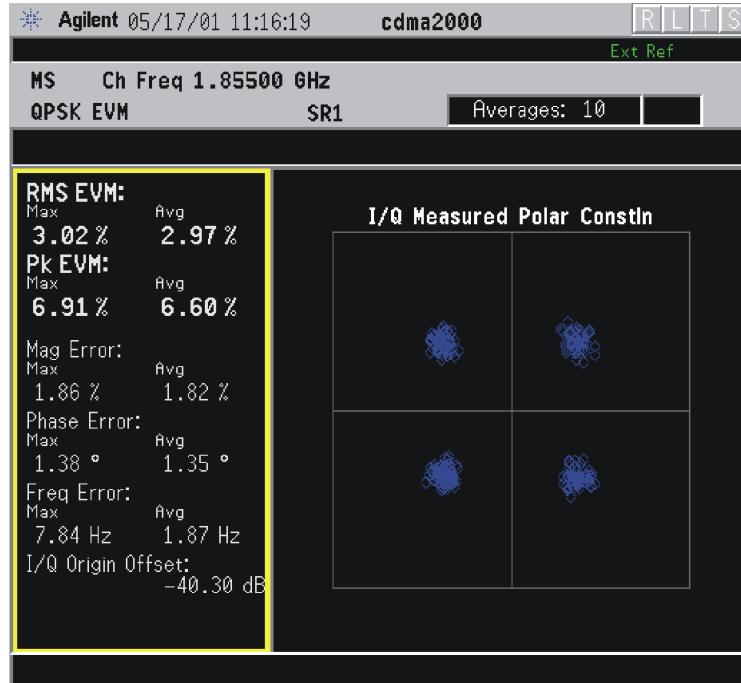 Agilent 05/17/01 11:16:19 cdma2000 R L T S
Ext Ref
MS Ch Freq 1.85500 GHz
QPSK EVM SR1 Averages: 10
RMS EVM:
Max Avg
3.02 % 2.97 %
Pk EVM:
Max Avg
6.91 % 6.60 %
Mag Error:
Max Avg
1.86 % 1.82 %
Phase Error:
Max Avg
1.38 ° 1.35 °
Freq Error:
Max Avg
7.84 Hz 1.87 Hz
I/Q Origin Offset:
-40.30 dB
I/Q Measured Polar Constln